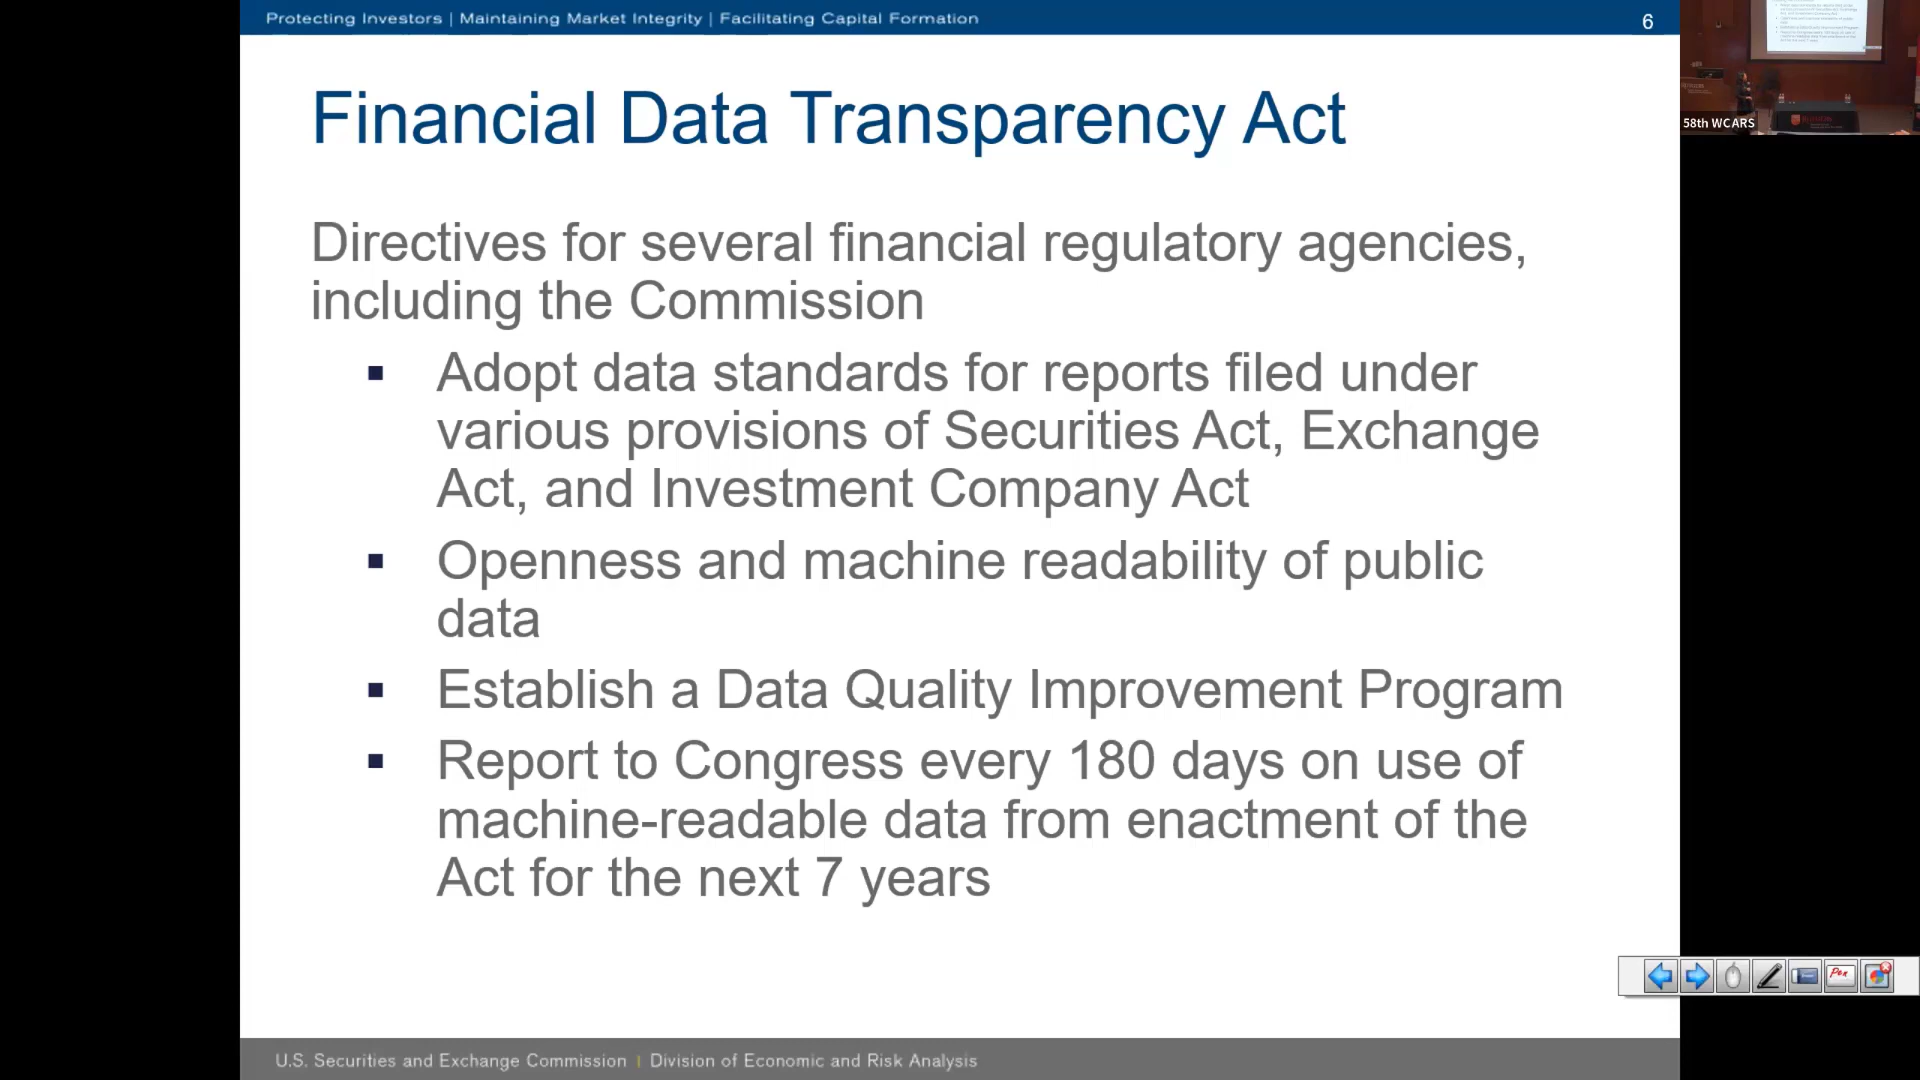 Protecting Investors | Maintaining Market Integrity | Facilitating Capital Formation
6
58th WCARS
Financial Data Transparency Act
Directives for several financial regulatory agencies,
including the Commission
▪ Adopt data standards for reports filed under
various provisions of Securities Act, Exchange
Act, and Investment Company Act
▪ Openness and machine readability of public
data
▪ Establish a Data Quality Improvement Program
▪ Report to Congress every 180 days on use of
machine-readable data from enactment of the
Act for the next 7 years
Pen
U.S. Securities and Exchange Commission | Division of Economic and Risk Analysis